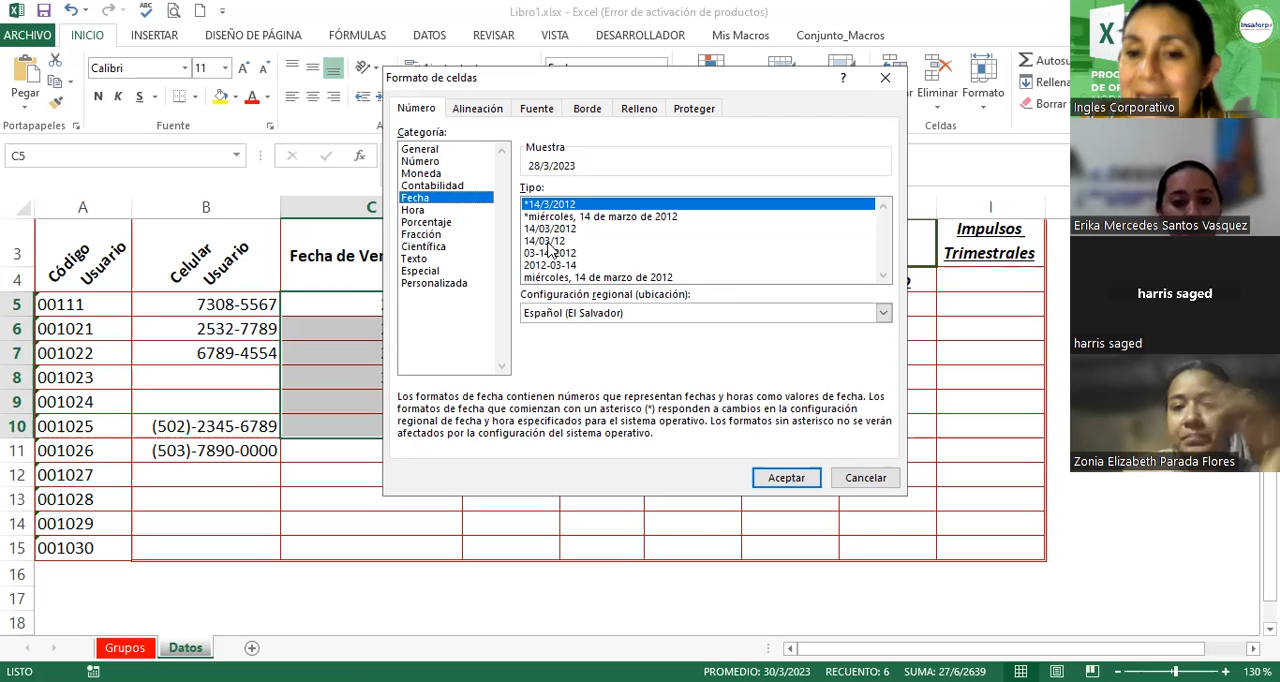 Libro1.xlsx - Excel (Error de activación de productos)
ARCHIVO INICIO INSERTAR DISEÑO DE PÁGINA FÓRMULAS DATOS REVISAR VISTA DESARROLLADOR Mis Macros Conjunto_Macros
Calibri 11
Pegar
N K S
Portapapeles Fuente
Eliminar Formato
Celdas
Rellena
Borrar
C5
fx
Formato de celdas
Número Alineación Fuente Borde Relleno Proteger
Categoría:
General
Número
Moneda
Contabilidad
Fecha
Hora
Porcentaje
Fracción
Científica
Texto
Especial
Personalizada
Muestra
28/3/2023
Tipo:
*14/3/2012
*miércoles, 14 de marzo de 2012
14/03/2012
14/03/12
03-14-2012
2012-03-14
miércoles, 14 de marzo de 2012
Configuración regional (ubicación):
Español (El Salvador)
Los formatos de fecha contienen números que representan fechas y horas como valores de fecha. Los
formatos de fecha que comienzan con un asterisco (*) responden a cambios en la configuración
regional de fecha y hora especificados para el sistema operativo. Los formatos sin asterisco no se verán
afectados por la configuración del sistema operativo.
Aceptar Cancelar
A B C I
3 Código Usuario Celular Usuario Fecha de Ver Impulsos Trimestrales
4
5 00111 7308-5567
6 001021 2532-7789
7 001022 6789-4554
8 001023
9 001024
10 001025 (502)-2345-6789
11 001026 (503)-7890-0000
12 001027
13 001028
14 001029
15 001030
16
17
18
Grupos Datos
LISTO PROMEDIO: 30/3/2023 RECUENTO: 6 SUMA: 27/6/2639 130 %
Insaforp
Ingles Corporativo
Erika Mercedes Santos Vasquez
harris saged
harris saged
Zonia Elizabeth Parada Flores